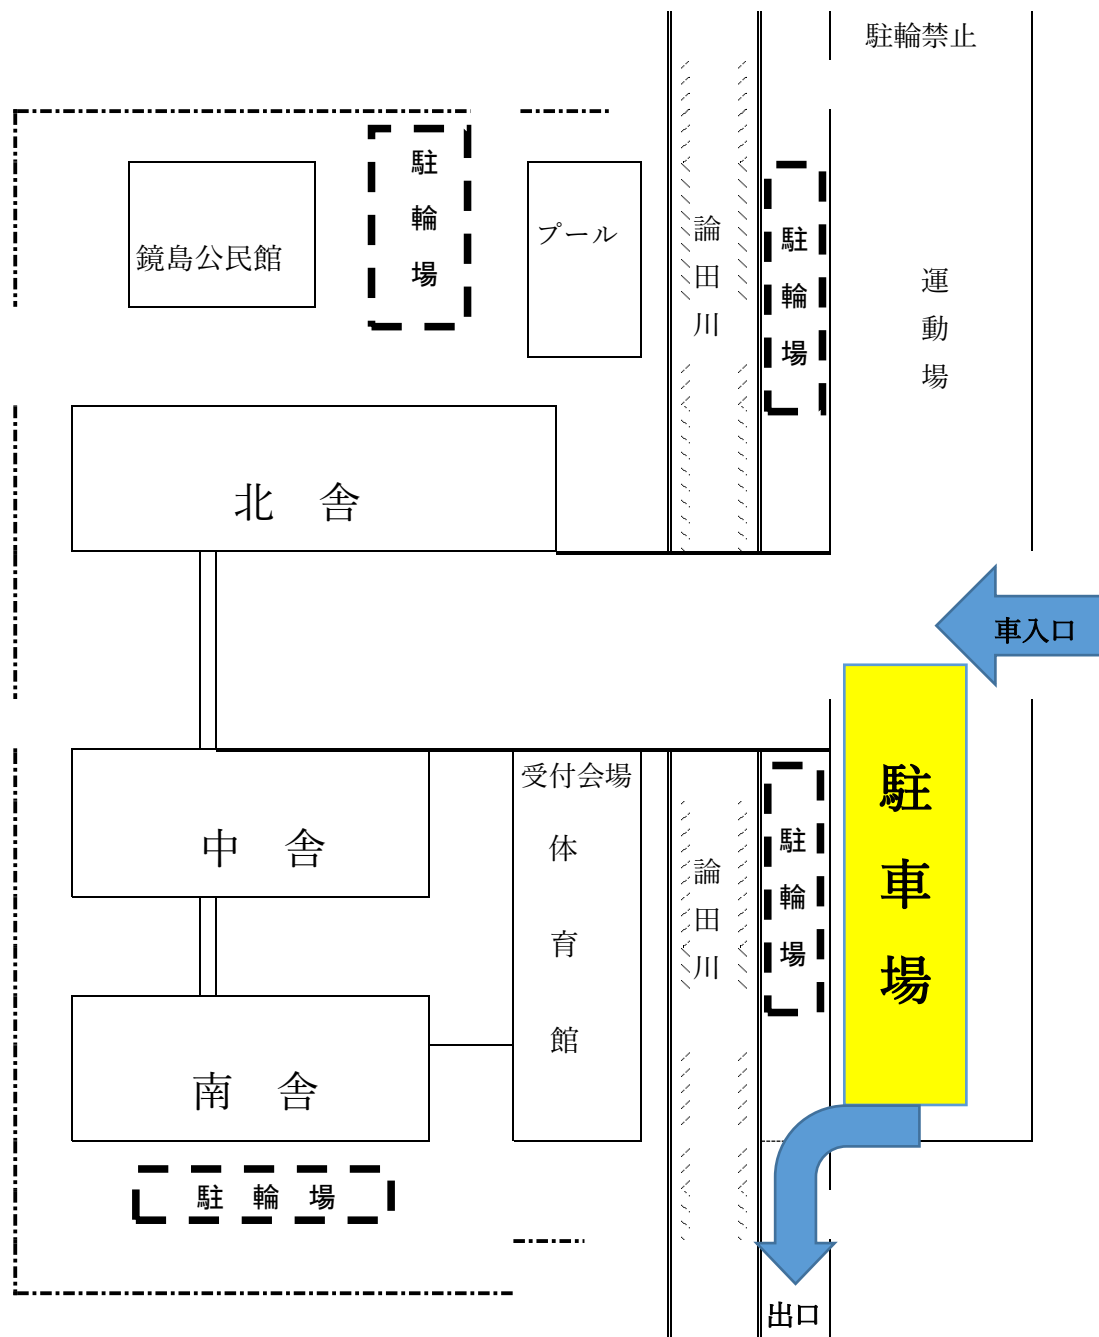 駐輪禁止
駐輪場
鏡島公民館
プール
論田川
駐輪場
運動場
北 舎
車入口
受付会場
体育館
中 舎
論田川
駐輪場
駐車場
南 舎
駐 輪 場
出口